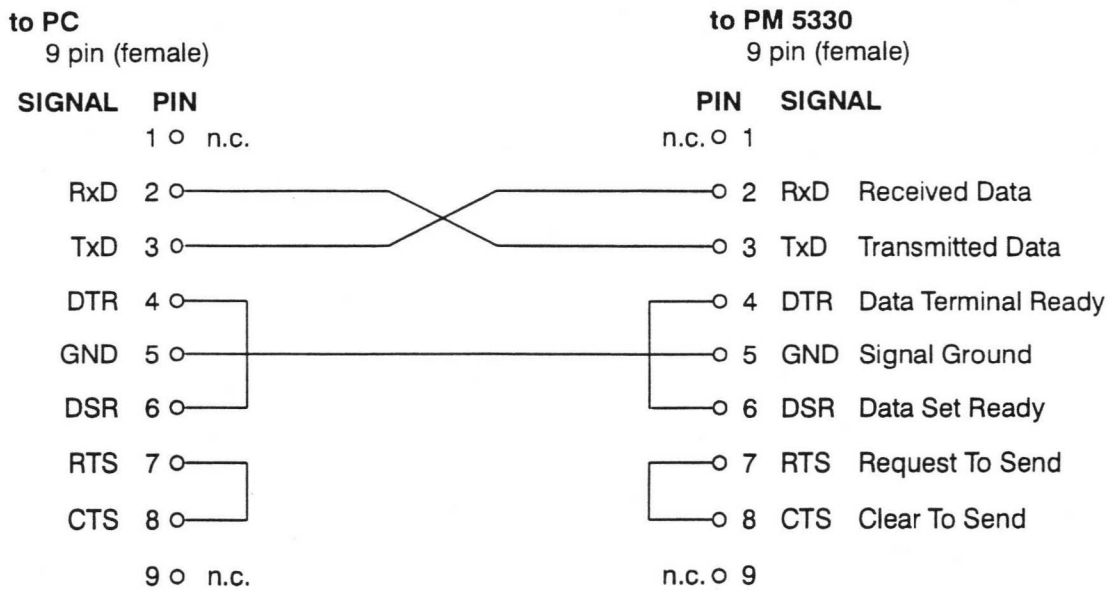 to PC to PM 5330
9 pin (female) 9 pin (female)
SIGNAL PIN PIN SIGNAL
1 n.c. n.c. 1
RxD 2 2 RxD Received Data
TxD 3 3 TxD Transmitted Data
DTR 4 4 DTR Data Terminal Ready
GND 5 5 GND Signal Ground
DSR 6 6 DSR Data Set Ready
RTS 7 7 RTS Request To Send
CTS 8 8 CTS Clear To Send
9 n.c. n.c. 9